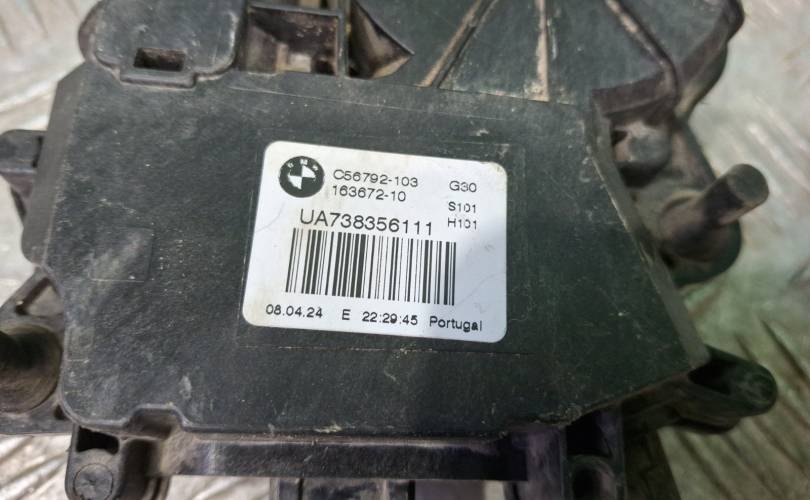 BMW
C56792-103 G30
163672-10 S101
UA738356111 H101
08.04.24 E 22:29:45 Portugal